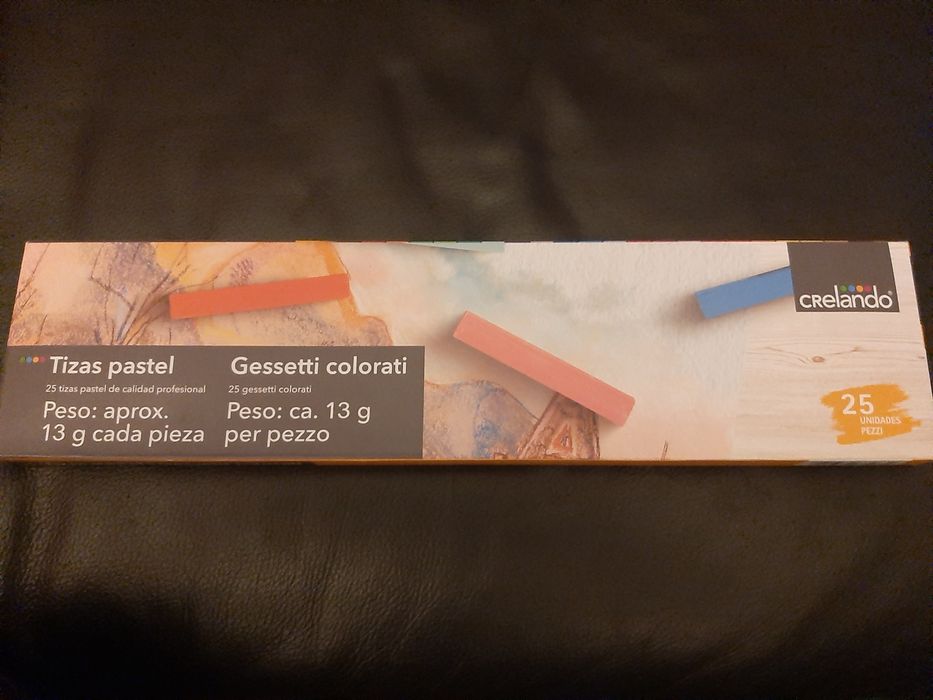 crelando®
Tizas pastel
25 tizas pastel de calidad profesional
Peso: aprox.
13 g cada pieza
Gessetti colorati
25 gessetti colorati
Peso: ca. 13 g
per pezzo
25
UNIDADES
PEZZI